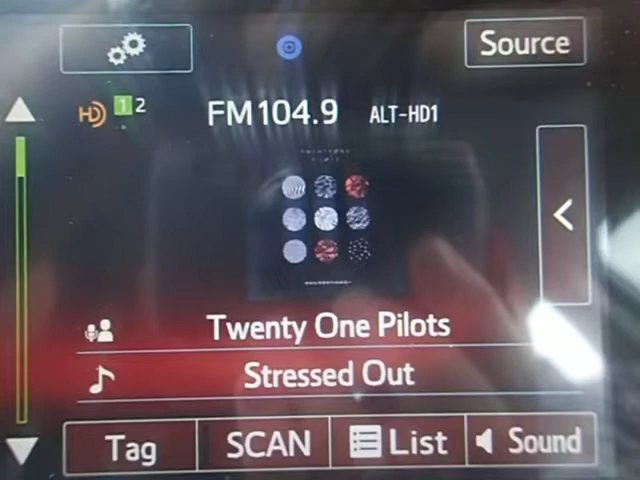 Source
HD 1 2
FM 104.9 ALT-HD1
Twenty One Pilots
Stressed Out
Tag SCAN List Sound